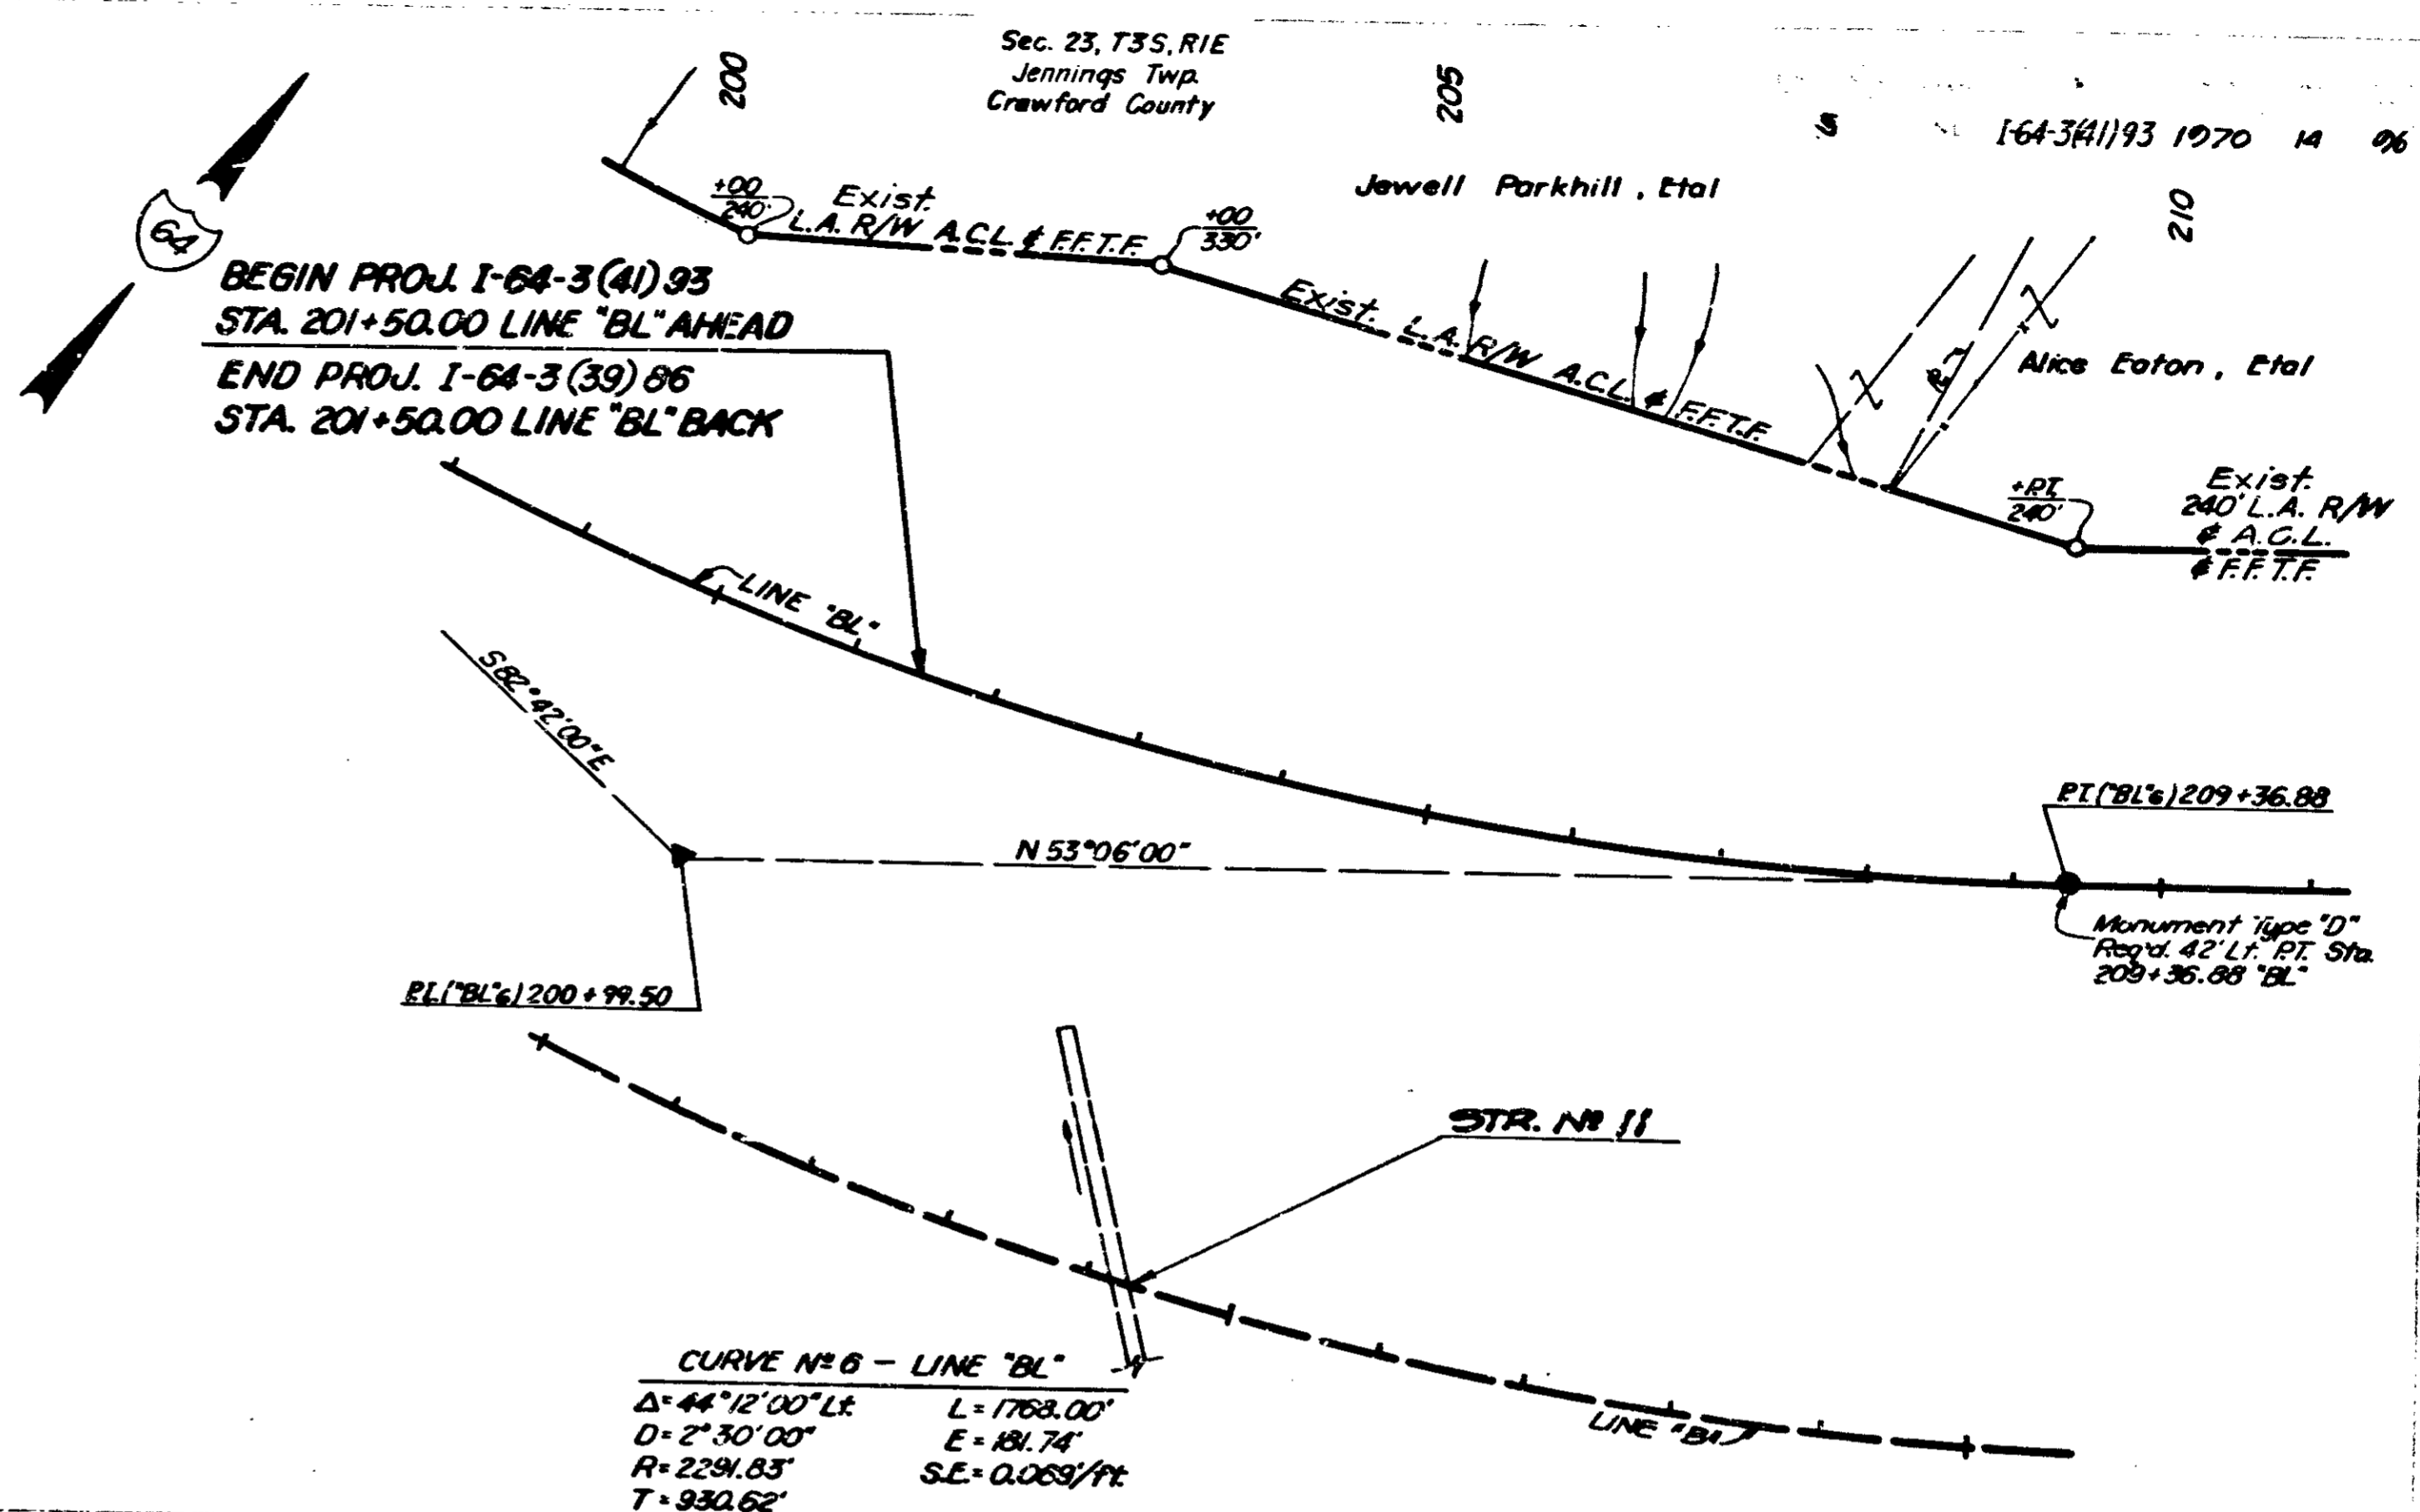 Sec. 23, T3S, R1E
Jennings Twp.
Crawford County
200
205
210
I-64-3(41)93 1970 14 96
Jewell Parkhill, Etal
64
+00
240'
Exist.
L.A. R/W A.C.L. & F.F.T.F.
+00
330'
BEGIN PROJ. I-64-3(41)93
STA. 201+50.00 LINE "BL" AHEAD
END PROJ. I-64-3(39)86
STA. 201+50.00 LINE "BL" BACK
Exist. L.A. R/W A.C.L. & F.F.T.F.
Alice Eaton, Etal
+P.T.
240'
Exist.
240' L.A. R/W
& A.C.L.
& F.F.T.F.
LINE "BL"
S82°42'00"E
N 53°06'00"
P.T. ("BL"6) 209+36.88
Monument Type "D"
Req'd. 42' Lt. P.T. Sta.
209+36.88 "BL"
P.I. ("BL"6) 200+99.50
STR. Nº 11
CURVE Nº 6 – LINE "BL"
Δ=44°12'00" Lt.
L=1768.00'
D=2°30'00"
E=181.74'
R=2291.83'
S.E.=0.069'/ft.
T=930.62'
LINE "BL"